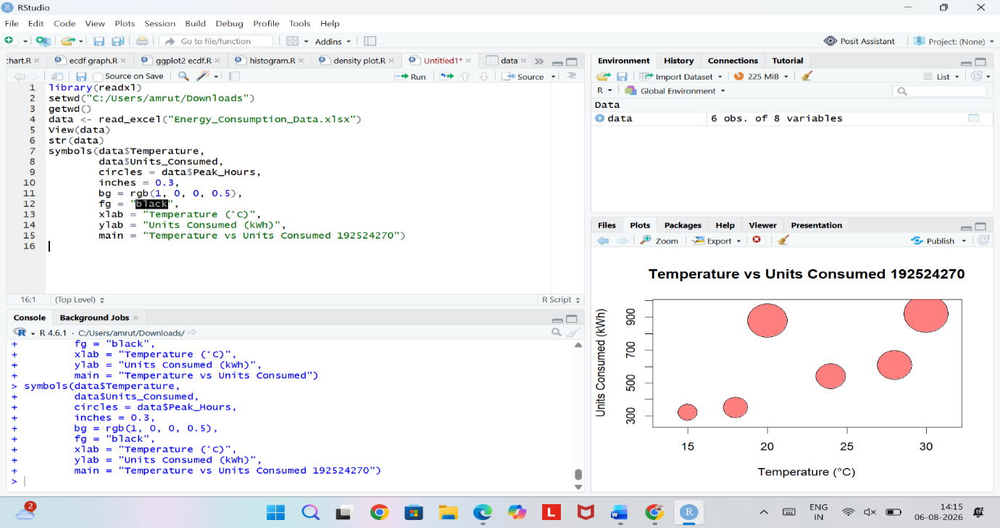 RStudio
File Edit Code View Plots Session Build Debug Profile Tools Help
Go to file/function Addins Posit Assistant Project: (None)
chart.R ecdf graph.R ggplot2 ecdf.R histogram.R density plot.R Untitled1* data
Source on Save Run Source
1 library(readxl)
2 setwd("C:/Users/amrut/Downloads")
3 getwd()
4 data <- read_excel("Energy_Consumption_Data.xlsx")
5 View(data)
6 str(data)
7 symbols(data$Temperature,
8 data$Units_Consumed,
9 circles = data$Peak_Hours,
10 inches = 0.3,
11 bg = rgb(1, 0, 0, 0.5),
12 fg = "black",
13 xlab = "Temperature (°C)",
14 ylab = "Units Consumed (kWh)",
15 main = "Temperature vs Units Consumed 192524270")
16
16:1 (Top Level) R Script
Console Background Jobs
R 4.6.1 · C:/Users/amrut/Downloads/
+ fg = "black",
+ xlab = "Temperature (°C)",
+ ylab = "Units Consumed (kWh)",
+ main = "Temperature vs Units Consumed")
> symbols(data$Temperature,
+ data$Units_Consumed,
+ circles = data$Peak_Hours,
+ inches = 0.3,
+ bg = rgb(1, 0, 0, 0.5),
+ fg = "black",
+ xlab = "Temperature (°C)",
+ ylab = "Units Consumed (kWh)",
+ main = "Temperature vs Units Consumed 192524270")
>
Environment History Connections Tutorial
Import Dataset 225 MiB List
R Global Environment
Data
data 6 obs. of 8 variables
Files Plots Packages Help Viewer Presentation
Zoom Export Publish
Temperature vs Units Consumed 192524270
Units Consumed (kWh)
900
700
500
300
15 20 25 30
Temperature (°C)
2
ENG
IN
14:15
06-08-2026